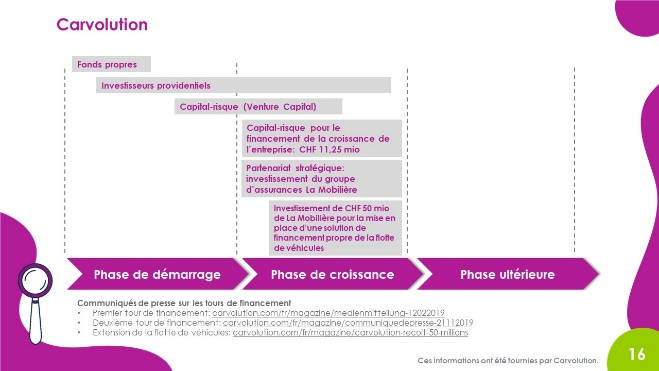 Carvolution
Fonds propres
Investisseurs providentiels
Capital-risque (Venture Capital)
Capital-risque pour le
financement de la croissance de
l'entreprise: CHF 11,25 mio
Partenariat stratégique:
investissement du groupe
d'assurances La Mobilière
Investissement de CHF 50 mio
de La Mobilière pour la mise en
place d'une solution de
financement propre de la flotte
de véhicules
Phase de démarrage
Phase de croissance
Phase ultérieure
Communiqués de presse sur les tours de financement
• Premier tour de financement: carvolution.com/fr/magazine/medienmitteilung-12022019
• Deuxième tour de financement: carvolution.com/fr/magazine/communiquedepresse-21112019
• Extension de la flotte de véhicules: carvolution.com/fr/magazine/carvolution-recoit-50-millions
Ces informations ont été fournies par Carvolution.
16